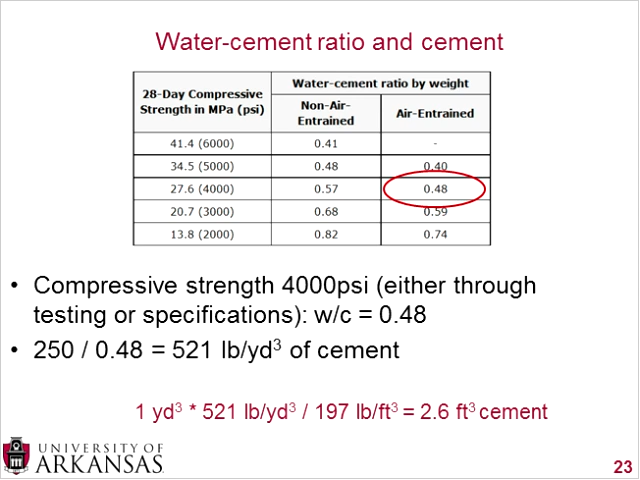 Water-cement ratio and cement
28-Day Compressive Strength in MPa (psi) Water-cement ratio by weight
Non-Air-Entrained Air-Entrained
41.4 (6000) 0.41 -
34.5 (5000) 0.48 0.40
27.6 (4000) 0.57 0.48
20.7 (3000) 0.68 0.59
13.8 (2000) 0.82 0.74
• Compressive strength 4000psi (either through
testing or specifications): w/c = 0.48
• 250 / 0.48 = 521 lb/yd³ of cement
1 yd³ * 521 lb/yd³ / 197 lb/ft³ = 2.6 ft³ cement
UNIVERSITY OF
ARKANSAS
23